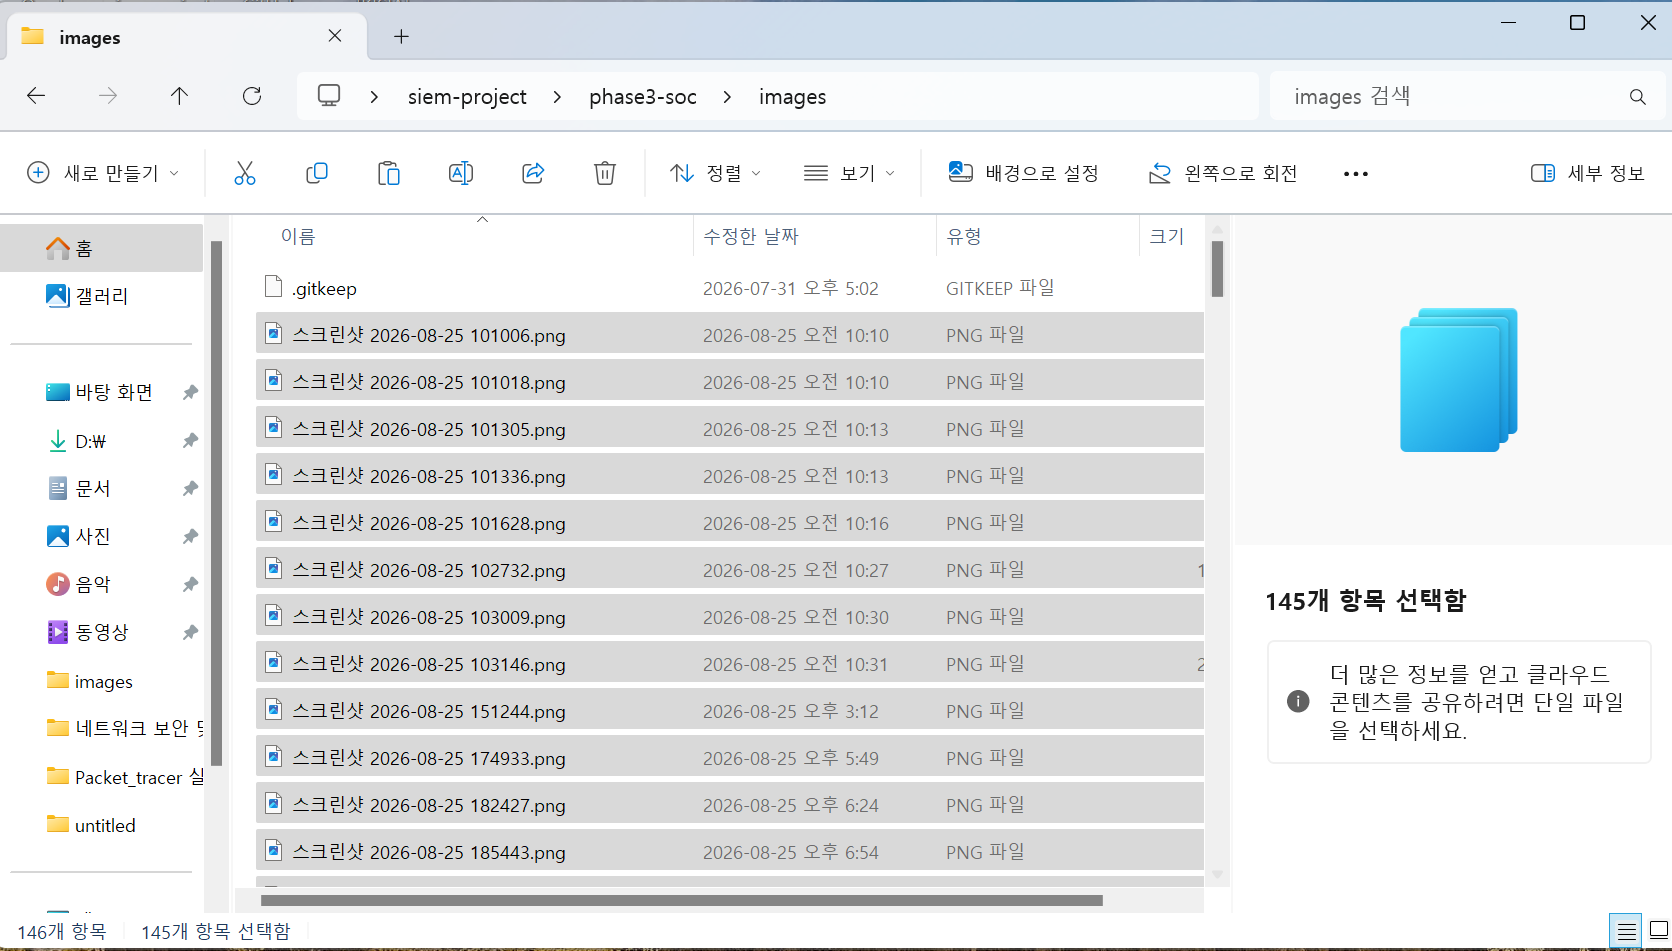 images
siem-project > phase3-soc > images
images 검색
새로 만들기
정렬
보기
배경으로 설정
왼쪽으로 회전
세부 정보
홈
갤러리
바탕 화면
D:₩
문서
사진
음악
동영상
images
네트워크 보안 및
Packet_tracer 실
untitled
이름 수정한 날짜 유형 크기
.gitkeep 2026-07-31 오후 5:02 GITKEEP 파일
스크린샷 2026-08-25 101006.png 2026-08-25 오전 10:10 PNG 파일
스크린샷 2026-08-25 101018.png 2026-08-25 오전 10:10 PNG 파일
스크린샷 2026-08-25 101305.png 2026-08-25 오전 10:13 PNG 파일
스크린샷 2026-08-25 101336.png 2026-08-25 오전 10:13 PNG 파일
스크린샷 2026-08-25 101628.png 2026-08-25 오전 10:16 PNG 파일
스크린샷 2026-08-25 102732.png 2026-08-25 오전 10:27 PNG 파일 1
스크린샷 2026-08-25 103009.png 2026-08-25 오전 10:30 PNG 파일
스크린샷 2026-08-25 103146.png 2026-08-25 오전 10:31 PNG 파일 2
스크린샷 2026-08-25 151244.png 2026-08-25 오후 3:12 PNG 파일
스크린샷 2026-08-25 174933.png 2026-08-25 오후 5:49 PNG 파일
스크린샷 2026-08-25 182427.png 2026-08-25 오후 6:24 PNG 파일
스크린샷 2026-08-25 185443.png 2026-08-25 오후 6:54 PNG 파일
145개 항목 선택함
더 많은 정보를 얻고 클라우드
콘텐츠를 공유하려면 단일 파일
을 선택하세요.
146개 항목
145개 항목 선택함